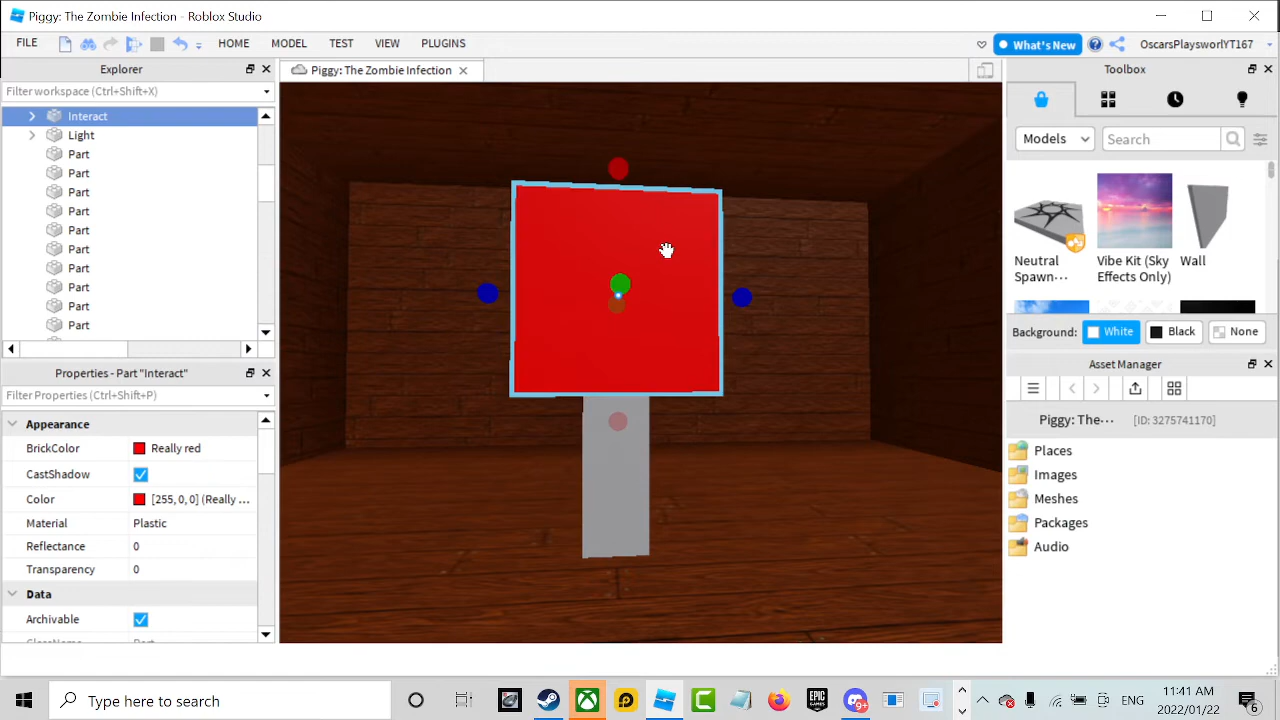 Piggy: The Zombie Infection - Roblox Studio
FILE HOME MODEL TEST VIEW PLUGINS What's New OscarsPlaysworlYT167
Explorer
Filter workspace (Ctrl+Shift+X)
Interact
Light
Part
Part
Part
Part
Part
Part
Part
Part
Part
Part
Properties - Part "Interact"
Filter Properties (Ctrl+Shift+P)
Appearance
BrickColor Really red
CastShadow
Color [255, 0, 0] (Really ...
Material Plastic
Reflectance 0
Transparency 0
Data
Archivable
Piggy: The Zombie Infection
Toolbox
Models Search
Neutral Spawn...
Vibe Kit (Sky Effects Only)
Wall
Background: White Black None
Asset Manager
Piggy: The... [ID: 3275741170]
Places
Images
Meshes
Packages
Audio
Type here to search
EPIC GAMES
ENG
11:41 AM
2022/01/22
6